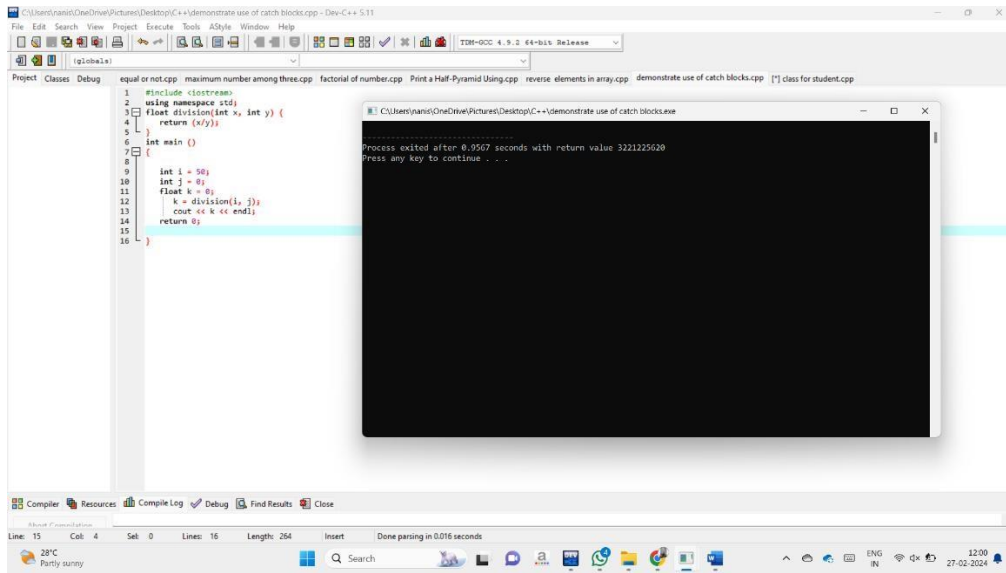 C:\Users\nanis\OneDrive\Pictures\Desktop\C++\demonstrate use of catch blocks.cpp - Dev-C++ 5.11
File Edit Search View Project Execute Tools AStyle Window Help
TDM-GCC 4.9.2 64-bit Release
(globals)
Project Classes Debug equal or not.cpp maximum number among three.cpp factorial of number.cpp Print a Half-Pyramid Using.cpp reverse elements in array.cpp demonstrate use of catch blocks.cpp [*] class for student.cpp
1 #include <iostream>
2 using namespace std;
3 float division(int x, int y) {
4 return (x/y);
5 }
6 int main ()
7 {
8
9 int i = 50;
10 int j = 0;
11 float k = 0;
12 k = division(i, j);
13 cout << k << endl;
14 return 0;
15
16 }
C:\Users\nanis\OneDrive\Pictures\Desktop\C++\demonstrate use of catch blocks.exe
--------------------------------
Process exited after 0.9567 seconds with return value 3221225620
Press any key to continue . . .
Compiler Resources Compile Log Debug Find Results Close
Line: 15 Col: 4 Sel: 0 Lines: 16 Length: 264 Insert Done parsing in 0.016 seconds
28°C
Partly sunny
Search
ENG
IN
12:00
27-02-2024